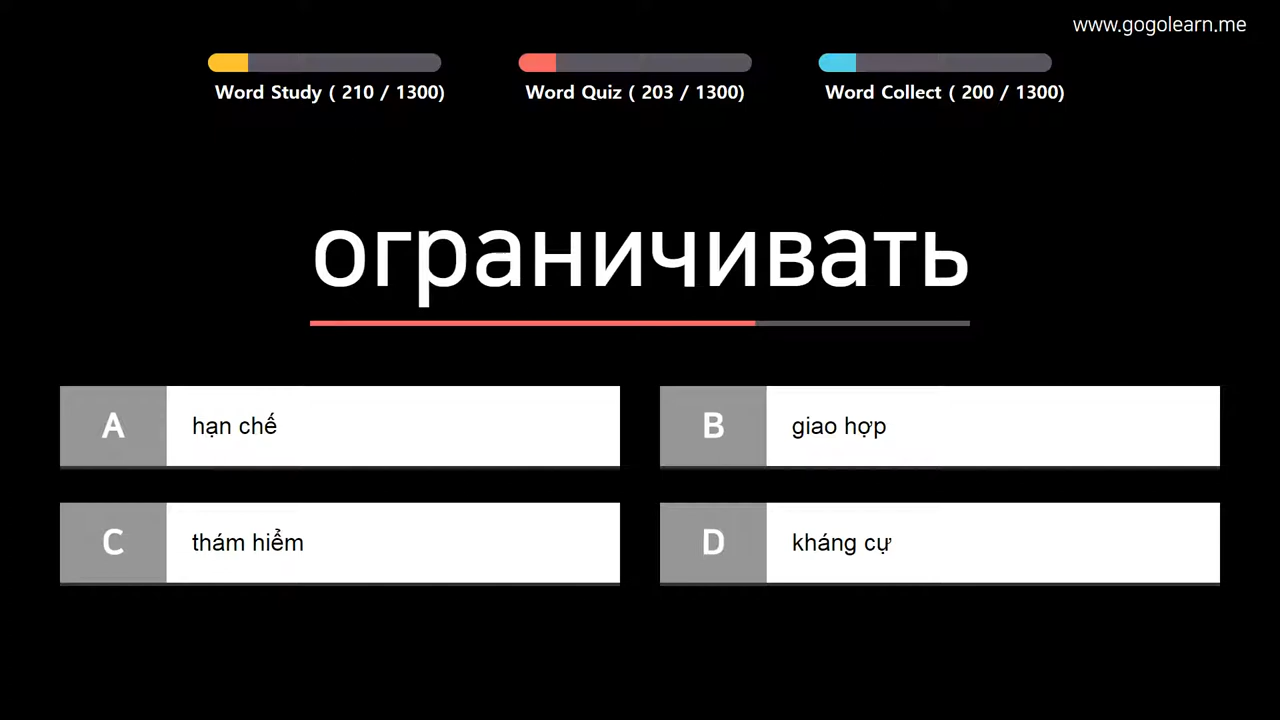 www.gogolearn.me
Word Study ( 210 / 1300)
Word Quiz ( 203 / 1300)
Word Collect ( 200 / 1300)
ограничивать
A hạn chế
B giao hợp
C thám hiểm
D kháng cự